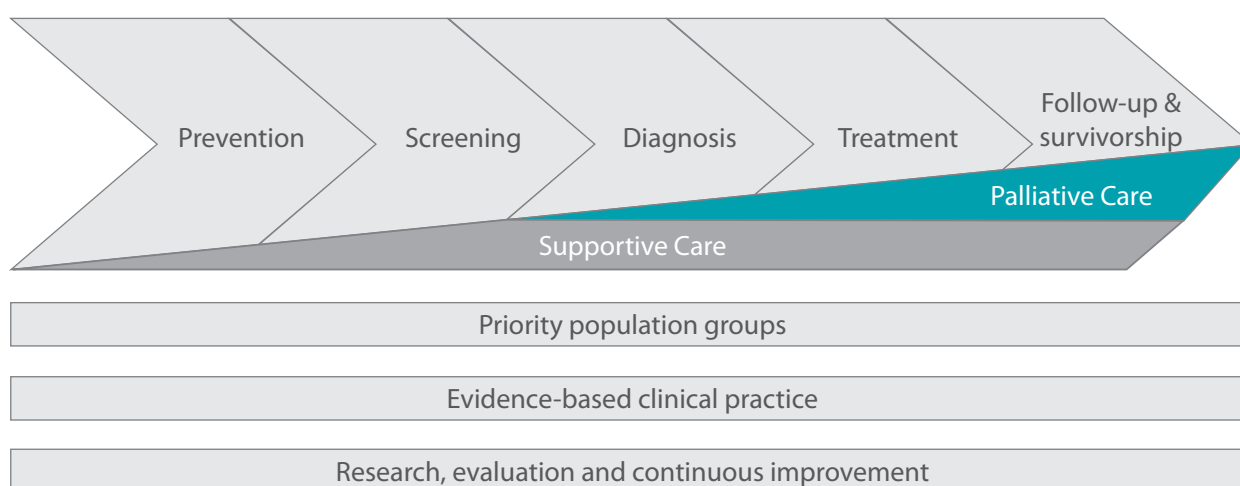 Prevention
Screening
Diagnosis
Treatment
Follow-up &
survivorship
Palliative Care
Supportive Care
Priority population groups
Evidence-based clinical practice
Research, evaluation and continuous improvement